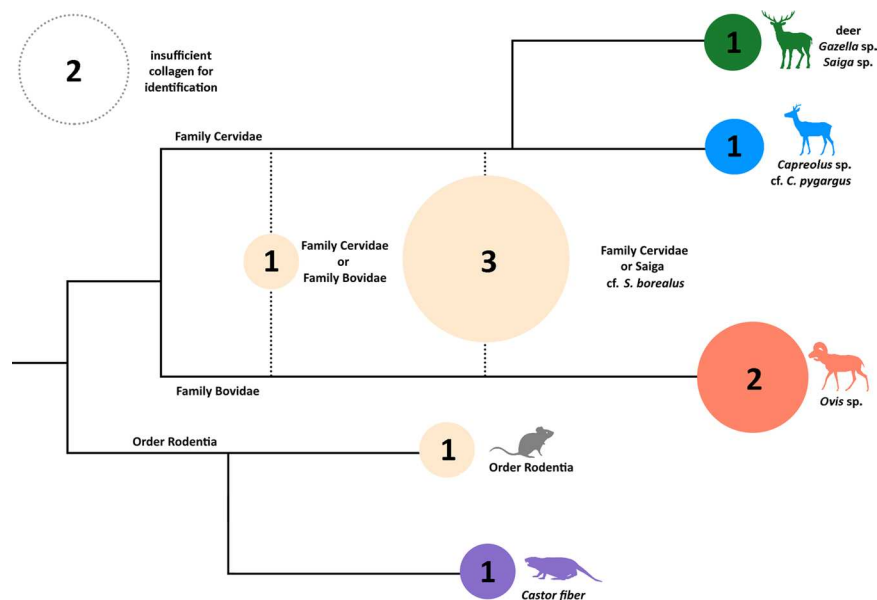 2
insufficient
collagen for
identification
1
deer
Gazella sp.
Saiga sp.
Family Cervidae
1
Capreolus sp.
cf. C. pygargus
1
Family Cervidae
or
Family Bovidae
3
Family Cervidae
or Saiga
cf. S. borealus
2
Ovis sp.
Family Bovidae
Order Rodentia
1
Order Rodentia
1
Castor fiber